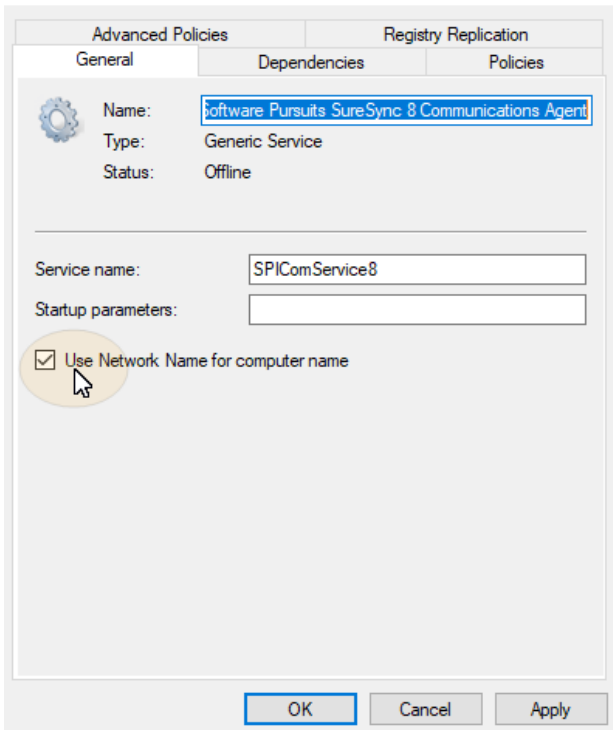 Advanced Policies Registry Replication
General Dependencies Policies
Name: Software Pursuits SureSync 8 Communications Agent
Type: Generic Service
Status: Offline
Service name: SPIComService8
Startup parameters:
Use Network Name for computer name
OK Cancel Apply